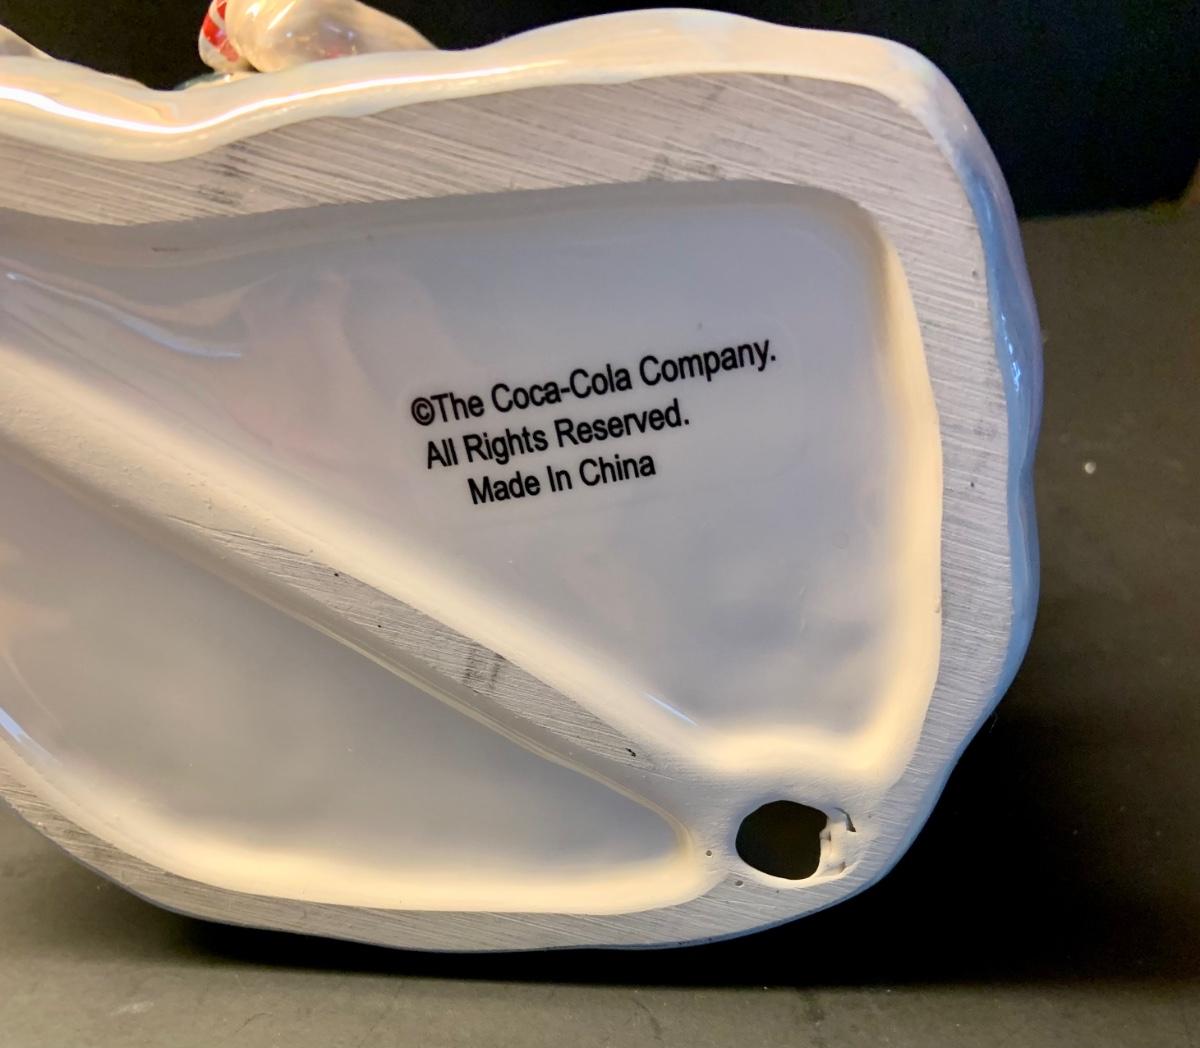 ©The Coca-Cola Company.
All Rights Reserved.
Made In China